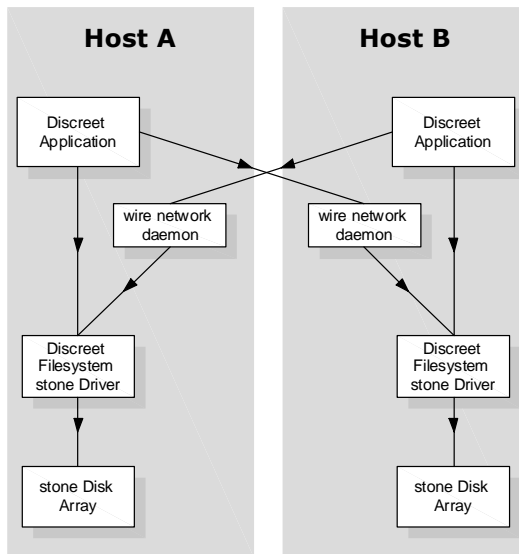 Host A
Host B
Discreet
Application
Discreet
Application
wire network
daemon
wire network
daemon
Discreet
Filesystem
stone Driver
Discreet
Filesystem
stone Driver
stone Disk
Array
stone Disk
Array